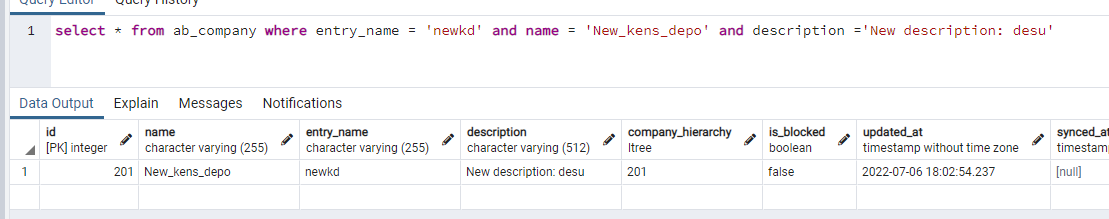 Query Editor Query History
1 select * from ab_company where entry_name = 'newkd' and name = 'New_kens_depo' and description ='New description: desu'
Data Output Explain Messages Notifications
id name entry_name description company_hierarchy is_blocked updated_at synced_at
[PK] integer character varying (255) character varying (255) character varying (512) ltree boolean timestamp without time zone timestamp
1 201 New_kens_depo newkd New description: desu 201 false 2022-07-06 18:02:54.237 [null]